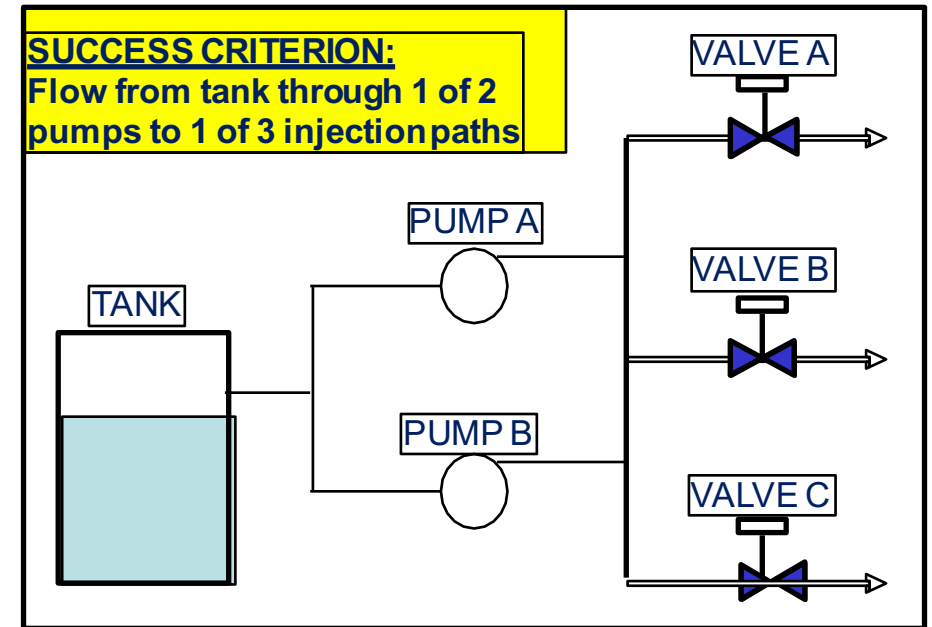 SUCCESS CRITERION:
Flow from tank through 1 of 2
pumps to 1 of 3 injection paths
VALVE A
PUMP A
VALVE B
TANK
PUMP B
VALVE C